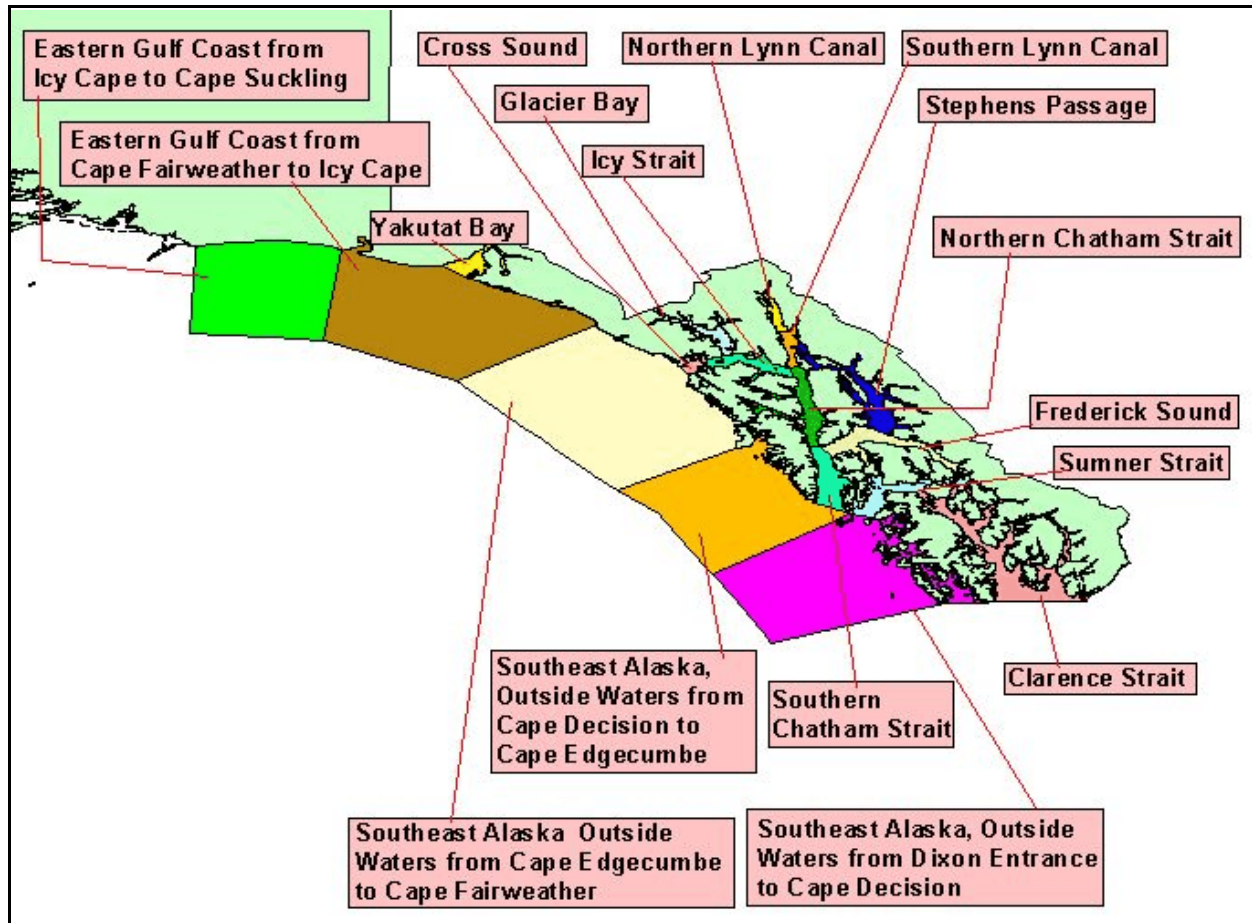 Eastern Gulf Coast from
Icy Cape to Cape Suckling
Cross Sound
Northern Lynn Canal
Southern Lynn Canal
Glacier Bay
Stephens Passage
Eastern Gulf Coast from
Cape Fairweather to Icy Cape
Icy Strait
Yakutat Bay
Northern Chatham Strait
Frederick Sound
Sumner Strait
Southeast Alaska,
Outside Waters from
Cape Decision to
Cape Edgecumbe
Southern
Chatham Strait
Clarence Strait
Southeast Alaska Outside
Waters from Cape Edgecumbe
to Cape Fairweather
Southeast Alaska, Outside
Waters from Dixon Entrance
to Cape Decision